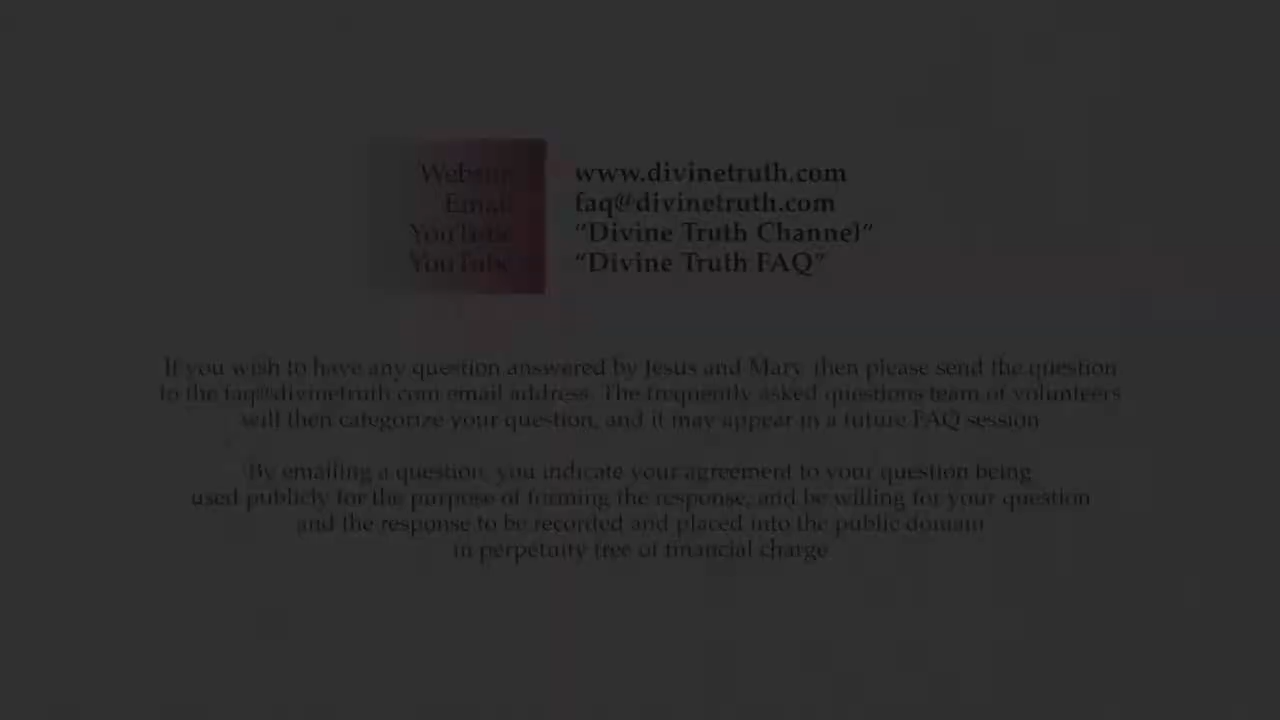 Website www.divinetruth.com
Email faq@divinetruth.com
YouTube “Divine Truth Channel”
YouTube “Divine Truth FAQ”
If you wish to have any question answered by Jesus and Mary, then please send the question
to the faq@divinetruth.com email address. The frequently asked questions team of volunteers
will then categorize your question, and it may appear in a future FAQ session
By emailing a question, you indicate your agreement to your question being
used publicly for the purpose of forming the response, and be willing for your question
and the response to be recorded and placed into the public domain
in perpetuity free of financial charge